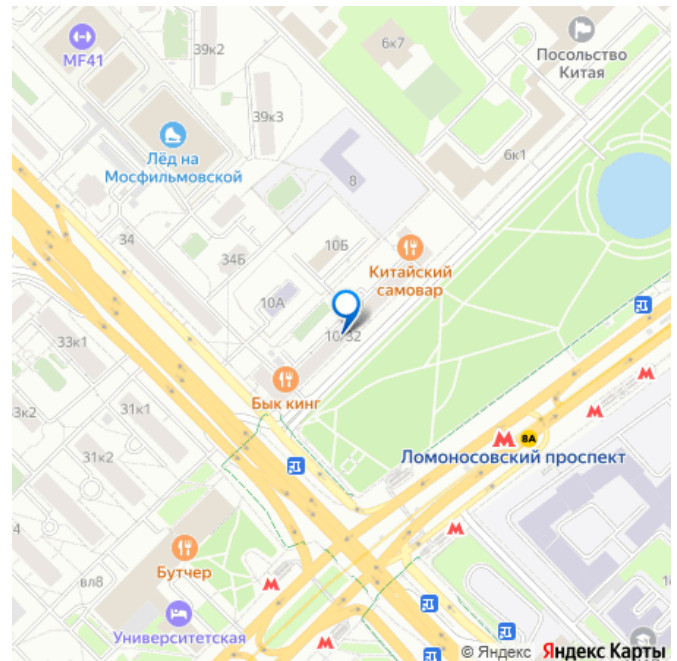 39к2
6к7
MF41
Посольство
Китая
39к3
Лёд на
Мосфильмовской
6к1
8
34
34Б
10Б
Китайский
самовар
10А
10/32
33к1
Бык кинг
3к2
31к1
М
М
М
8А
Ломоносовский проспект
31к2
М
Бутчер
вл8
М
Университетская
М
© Яндекс Яндекс Карты